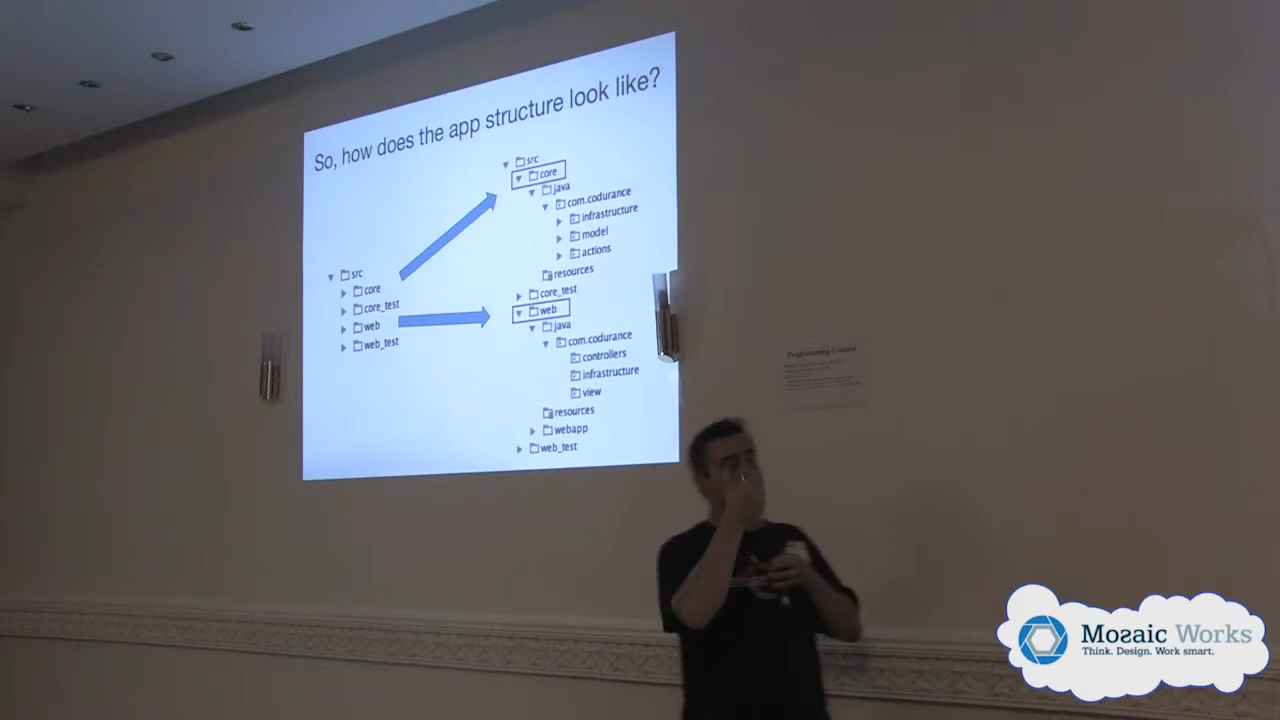 So, how does the app structure look like?
src
core
core_test
web
web_test
src
core
java
com.codurance
infrastructure
model
actions
resources
core_test
web
java
com.codurance
controllers
infrastructure
view
resources
webapp
web_test
Programming Contest
Mozaic Works
Think. Design. Work smart.